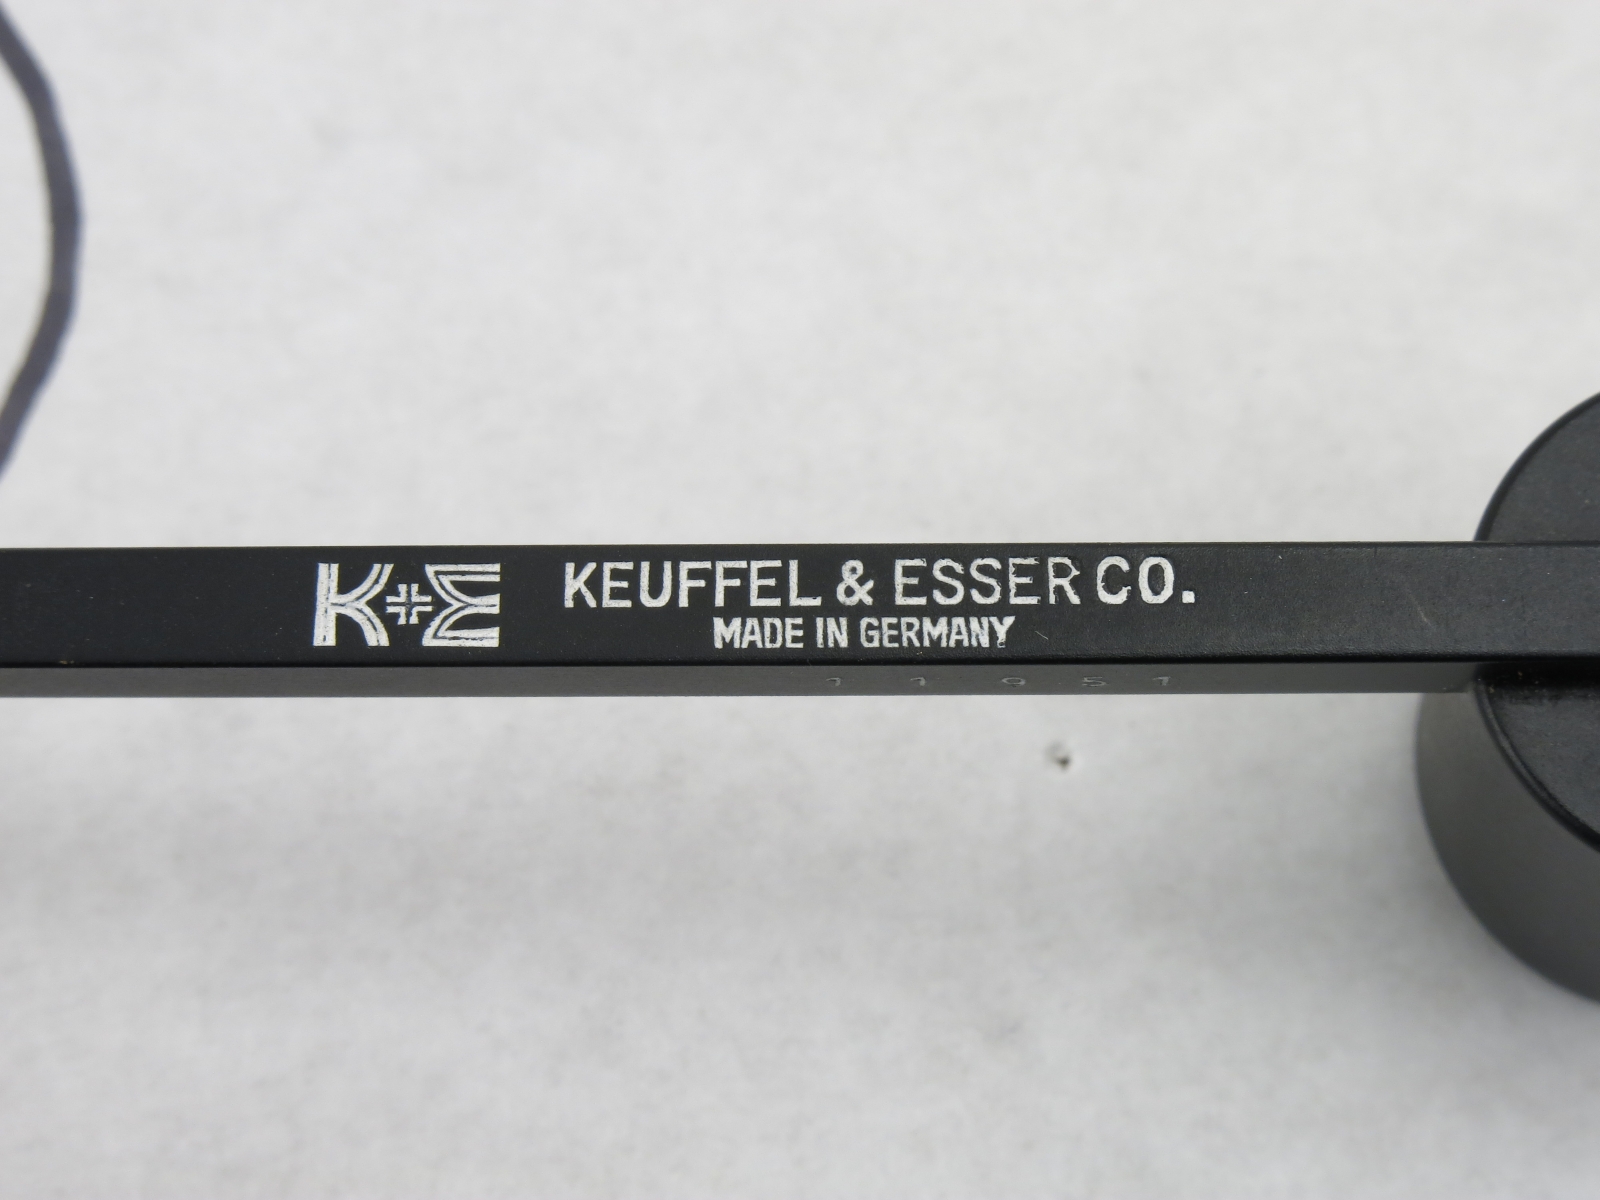 K+E KEUFFEL & ESSER CO.
MADE IN GERMANY
11951